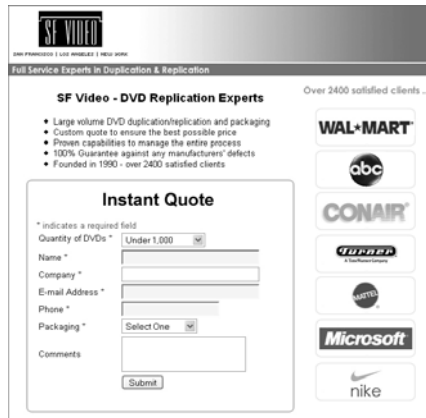 SF VIDEO
SAN FRANCISCO | LOS ANGELES | NEW YORK
Full Service Experts in Duplication & Replication
SF Video - DVD Replication Experts
Large volume DVD duplication/replication and packaging
Custom quote to ensure the best possible price
Proven capabilities to manage the entire process
100% Guarantee against any manufacturers' defects
Founded in 1990 - over 2400 satisfied clients
Instant Quote
* indicates a required field
Quantity of DVDs * Under 1,000
Name *
Company *
E-mail Address *
Phone *
Packaging * Select One
Comments
Submit
Over 2400 satisfied clients ..
WAL★MART
abc
CONAIR
Turner
A TimeWarner Company
MATTEL
Microsoft
nike